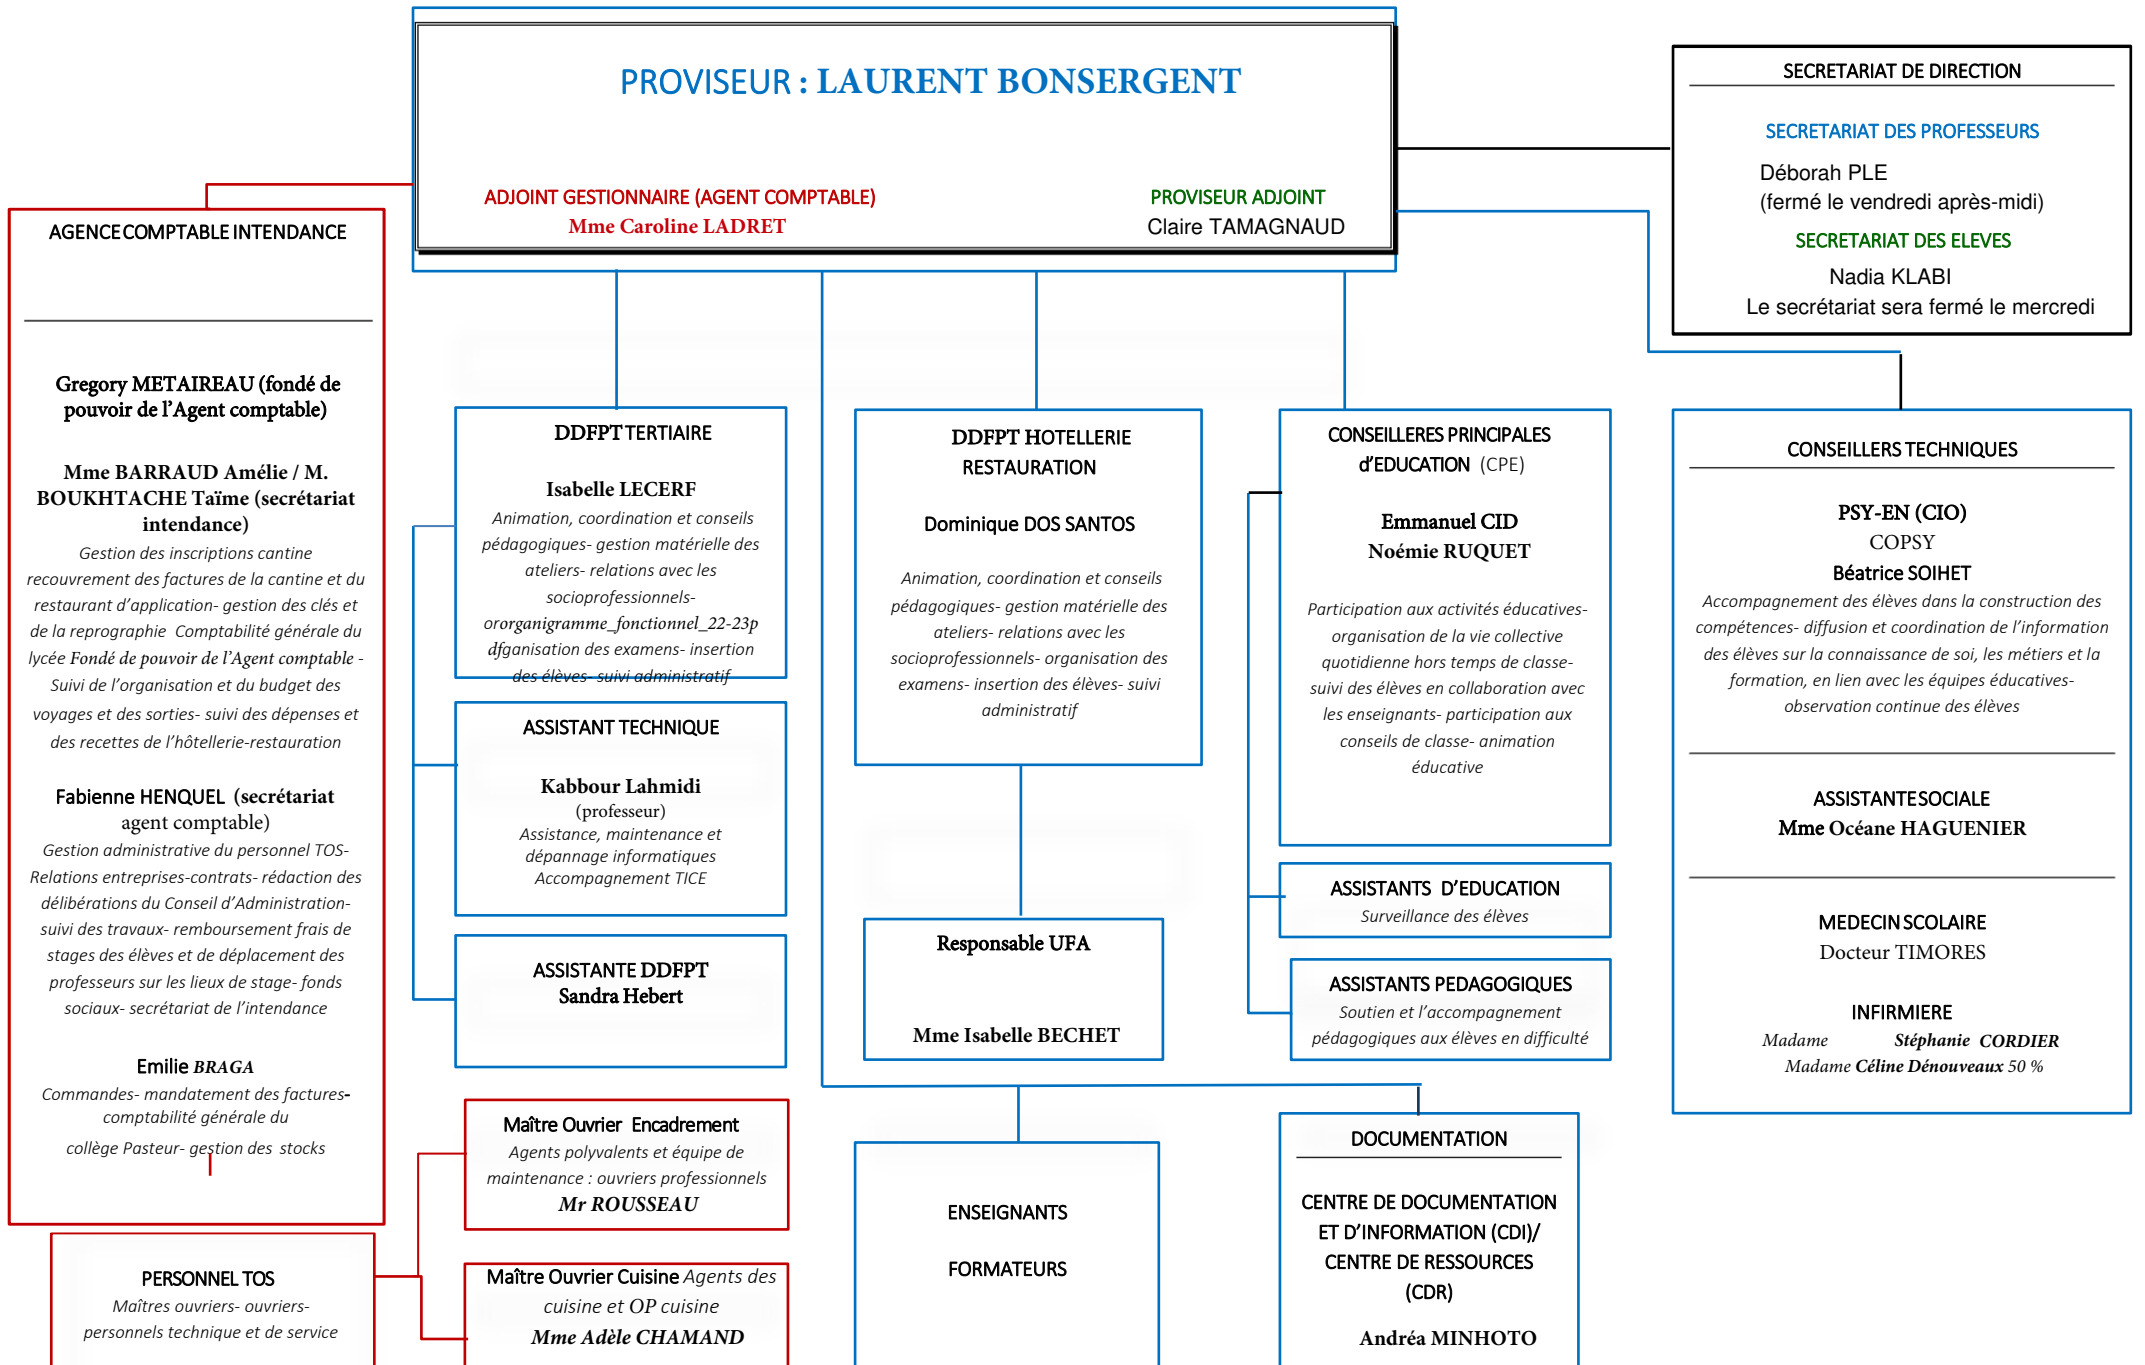 PROVISEUR : LAURENT BONSERGENT
ADJOINT GESTIONNAIRE (AGENT COMPTABLE)
Mme Caroline LADRET
PROVISEUR ADJOINT
Claire TAMAGNAUD
SECRETARIAT DE DIRECTION
SECRETARIAT DES PROFESSEURS
Déborah PLE
(fermé le vendredi après-midi)
SECRETARIAT DES ELEVES
Nadia KLABI
Le secrétariat sera fermé le mercredi
AGENCE COMPTABLE INTENDANCE
Gregory METAIREAU (fondé de
pouvoir de l’Agent comptable)
Mme BARRAUD Amélie / M.
BOUKHTACHE Taïme (secrétariat
intendance)
Gestion des inscriptions cantine
recouvrement des factures de la cantine et du
restaurant d’application- gestion des clés et
de la reprographie Comptabilité générale du
lycée Fondé de pouvoir de l’Agent comptable -
Suivi de l’organisation et du budget des
voyages et des sorties- suivi des dépenses et
des recettes de l’hôtellerie-restauration
Fabienne HENQUEL (secrétariat
agent comptable)
Gestion administrative du personnel TOS-
Relations entreprises-contrats- rédaction des
délibérations du Conseil d’Administration-
suivi des travaux- remboursement frais de
stages des élèves et de déplacement des
professeurs sur les lieux de stage- fonds
sociaux- secrétariat de l’intendance
Emilie BRAGA
Commandes- mandatement des factures-
comptabilité générale du
collège Pasteur- gestion des stocks
PERSONNEL TOS
Maîtres ouvriers- ouvriers-
personnels technique et de service
DDFPT TERTIAIRE
Isabelle LECERF
Animation, coordination et conseils
pédagogiques- gestion matérielle des
ateliers- relations avec les
socioprofessionnels-
ororganigramme_fonctionnel_22-23p
dfganisation des examens- insertion
des élèves- suivi administratif
ASSISTANT TECHNIQUE
Kabbour Lahmidi
(professeur)
Assistance, maintenance et
dépannage informatiques
Accompagnement TICE
ASSISTANTE DDFPT
Sandra Hebert
Maître Ouvrier Encadrement
Agents polyvalents et équipe de
maintenance : ouvriers professionnels
Mr ROUSSEAU
Maître Ouvrier Cuisine Agents des
cuisine et OP cuisine
Mme Adèle CHAMAND
DDFPT HOTELLERIE
RESTAURATION
Dominique DOS SANTOS
Animation, coordination et conseils
pédagogiques- gestion matérielle des
ateliers- relations avec les
socioprofessionnels- organisation des
examens- insertion des élèves- suivi
administratif
Responsable UFA
Mme Isabelle BECHET
ENSEIGNANTS
FORMATEURS
CONSEILLERES PRINCIPALES
d’EDUCATION (CPE)
Emmanuel CID
Noémie RUQUET
Participation aux activités éducatives-
organisation de la vie collective
quotidienne hors temps de classe-
suivi des élèves en collaboration avec
les enseignants- participation aux
conseils de classe- animation
éducative
ASSISTANTS D’EDUCATION
Surveillance des élèves
ASSISTANTS PEDAGOGIQUES
Soutien et l’accompagnement
pédagogiques aux élèves en difficulté
DOCUMENTATION
CENTRE DE DOCUMENTATION
ET D’INFORMATION (CDI)/
CENTRE DE RESSOURCES
(CDR)
Andréa MINHOTO
CONSEILLERS TECHNIQUES
PSY-EN (CIO)
COPSY
Béatrice SOIHET
Accompagnement des élèves dans la construction des
compétences- diffusion et coordination de l’information
des élèves sur la connaissance de soi, les métiers et la
formation, en lien avec les équipes éducatives-
observation continue des élèves
ASSISTANTE SOCIALE
Mme Océane HAGUENIER
MEDECIN SCOLAIRE
Docteur TIMORES
INFIRMIERE
Madame Stéphanie CORDIER
Madame Céline Dénouveaux 50 %